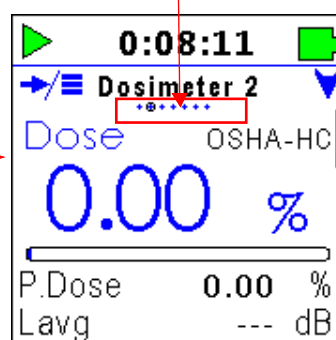 0:08:11
Dosimeter 2
Dose OSHA-HC
0.00 %
P.Dose 0.00 %
Lavg --- dB